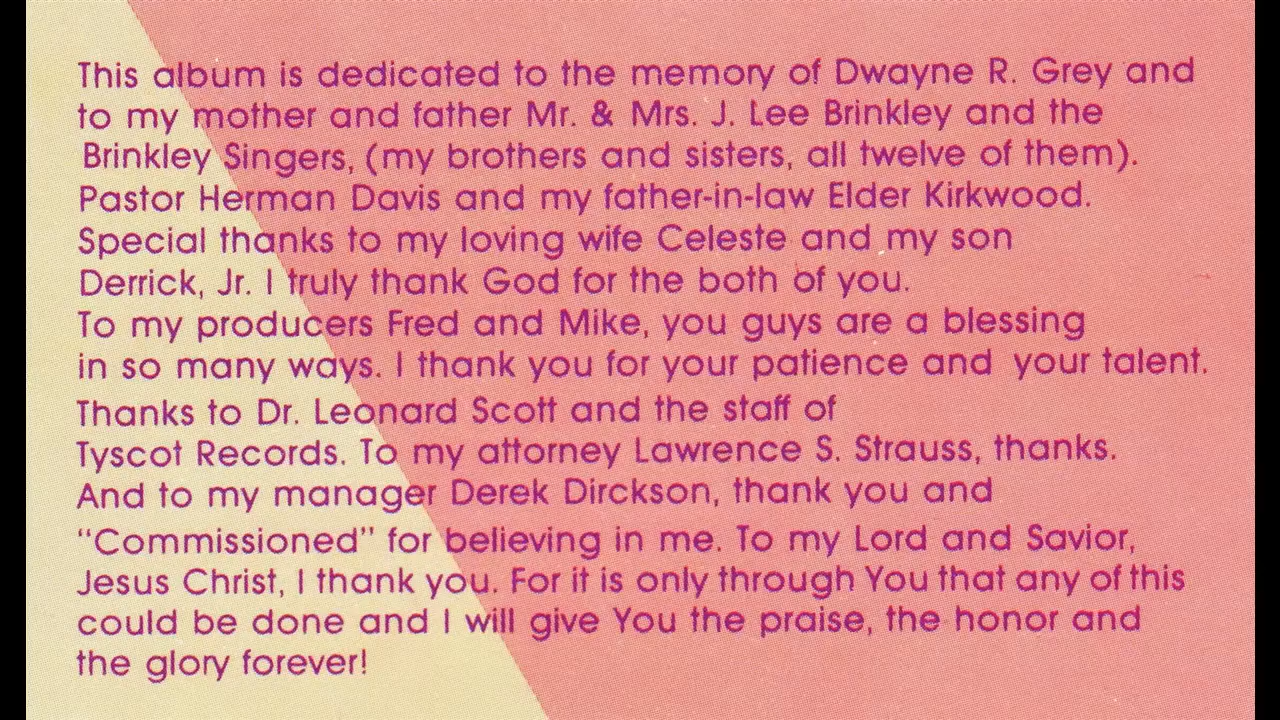 This album is dedicated to the memory of Dwayne R. Grey and
to my mother and father Mr. & Mrs. J. Lee Brinkley and the
Brinkley Singers, (my brothers and sisters, all twelve of them).
Pastor Herman Davis and my father-in-law Elder Kirkwood.
Special thanks to my loving wife Celeste and my son
Derrick, Jr. I truly thank God for the both of you.
To my producers Fred and Mike, you guys are a blessing
in so many ways. I thank you for your patience and your talent.
Thanks to Dr. Leonard Scott and the staff of
Tyscot Records. To my attorney Lawrence S. Strauss, thanks.
And to my manager Derek Dirckson, thank you and
"Commissioned" for believing in me. To my Lord and Savior,
Jesus Christ, I thank you. For it is only through You that any of this
could be done and I will give You the praise, the honor and
the glory forever!